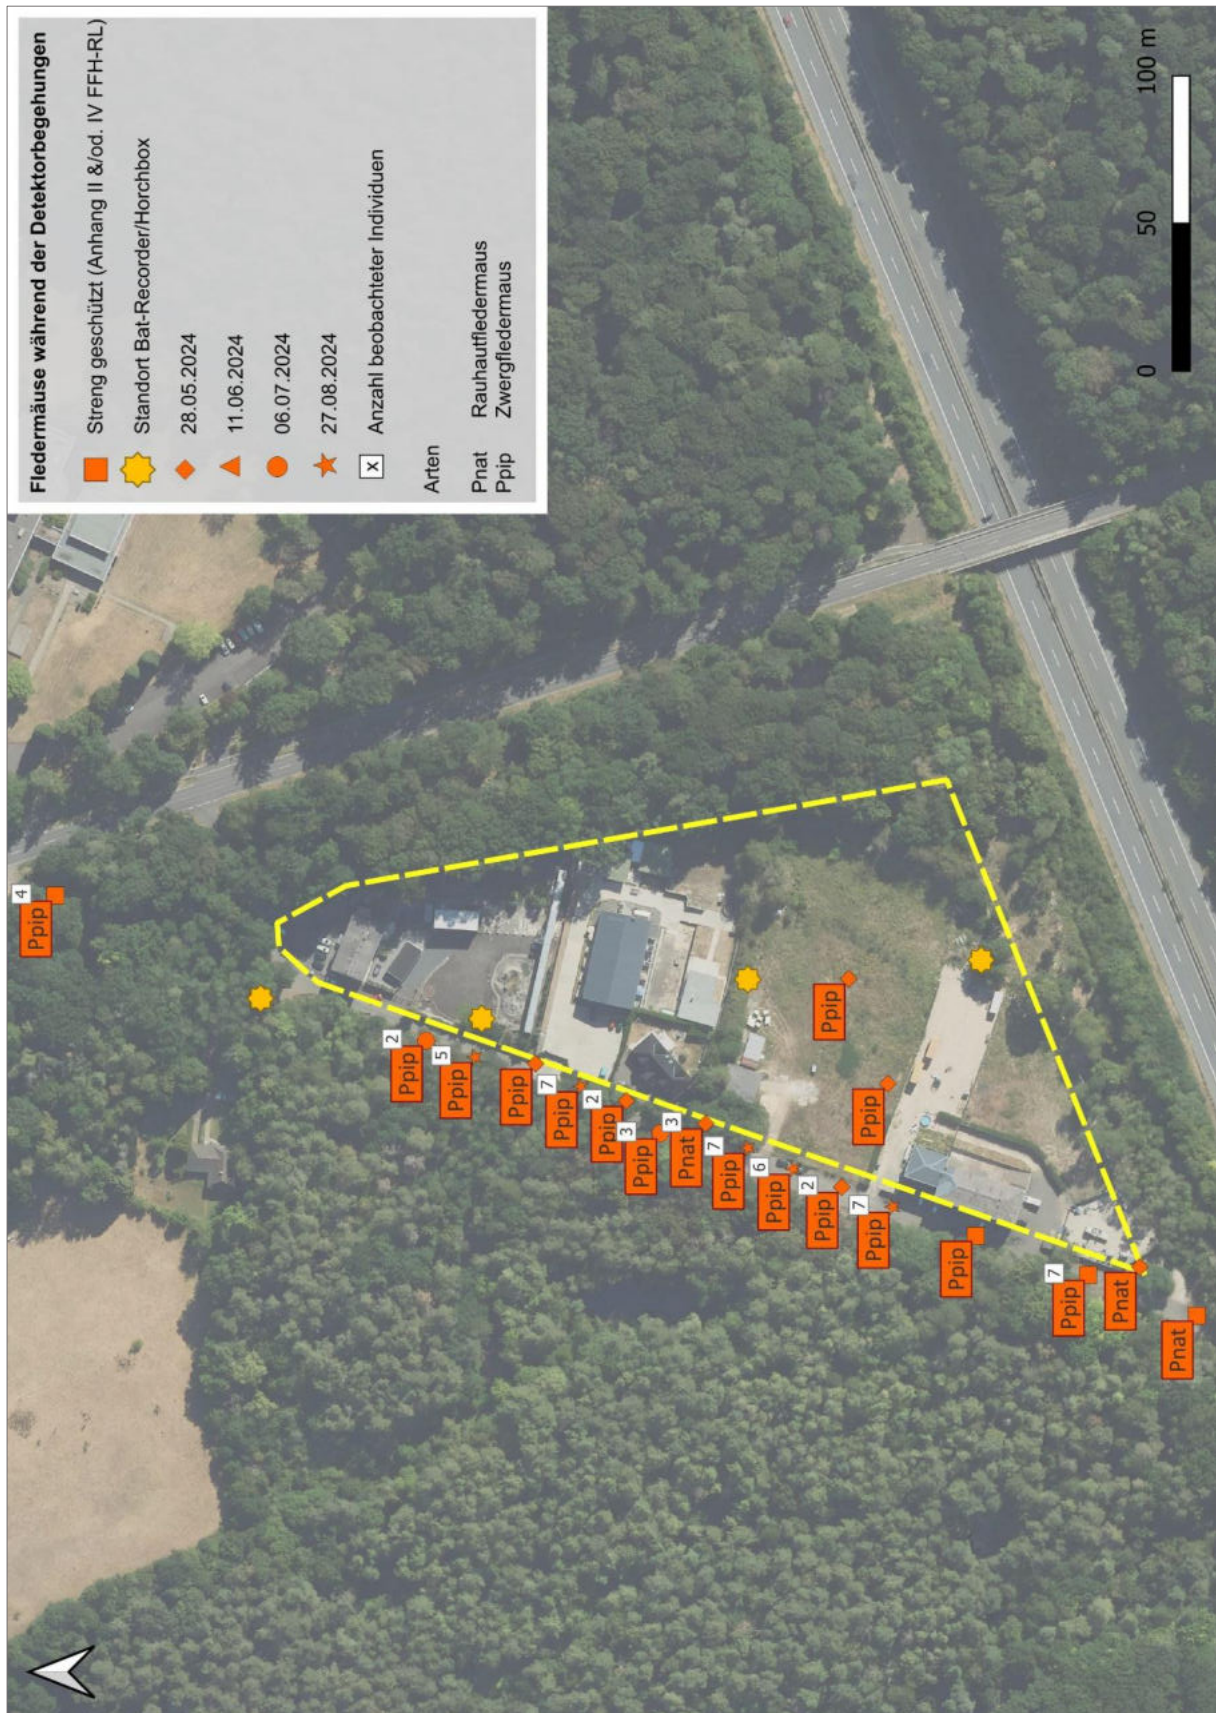 Fledermäuse während der Detektorbegehungen
Streng geschützt (Anhang II &/od. IV FFH-RL)
Standort Bat-Recorder/Horchbox
28.05.2024
11.06.2024
06.07.2024
27.08.2024
x Anzahl beobachteter Individuen
Arten
Pnat Rauhautfledermaus
Ppip Zwergfledermaus
4
Ppip
2
Ppip
5
Ppip
Ppip
7
Ppip
2
Ppip
3
Ppip
3
Pnat
7
Ppip
6
Ppip
2
Ppip
7
Ppip
Ppip
Ppip
Ppip
7
Ppip
Pnat
Pnat
0 50 100 m